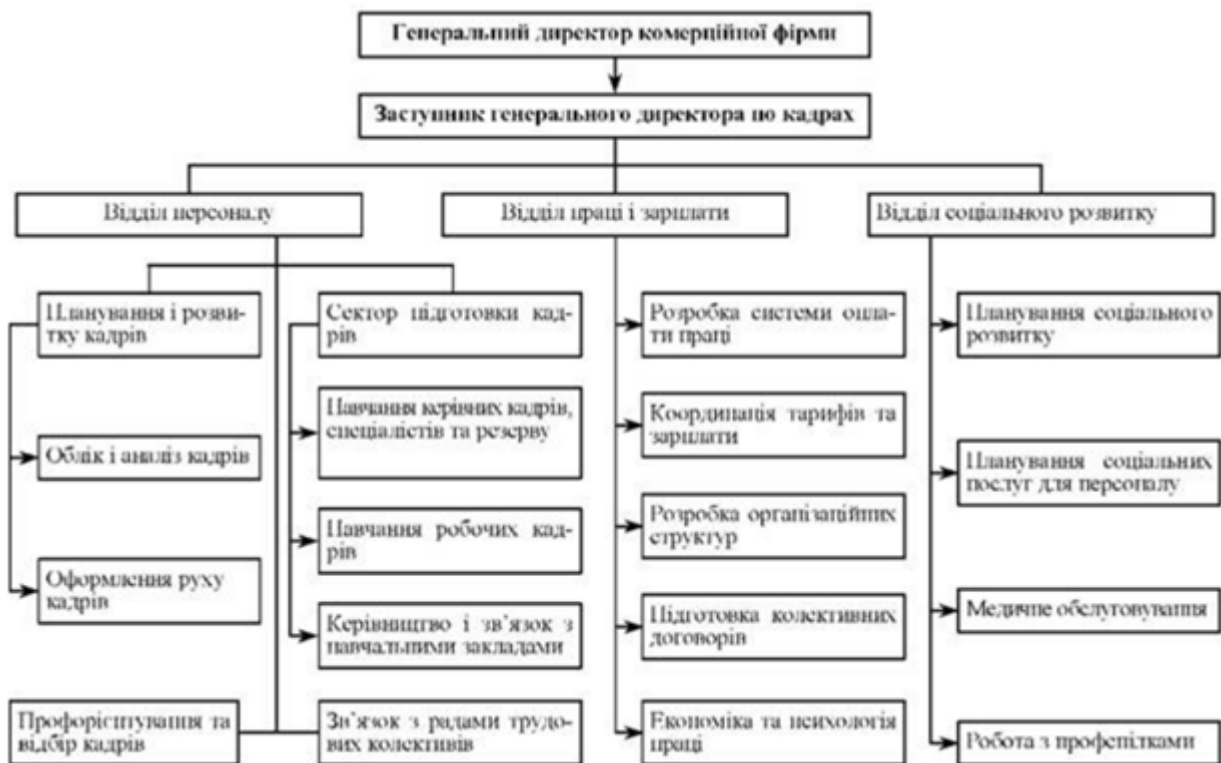 Генеральний директор комерційної фірми
Заступник генерального директора по кадрах
Відділ персоналу
Відділ праці і зарплати
Відділ соціального розвитку
Планування і розви-
тку кадрів
Облік і аналіз кадрів
Оформлення руху
кадрів
Профорієнтування та
відбір кадрів
Сектор підготовки кад-
рів
Навчання керівних кадрів,
спеціалістів та резерву
Навчання робочих кад-
рів
Керівництво і зв’язок з
навчальними закладами
Зв’язок з радами трудо-
вих колективів
Розробка системи опла-
ти праці
Координація тарифів та
зарплати
Розробка організаційних
структур
Підготовка колективних
договорів
Економіка та психологія
праці
Планування соціального
розвитку
Планування соціальних
послуг для персоналу
Медичне обслуговування
Робота з профспілками